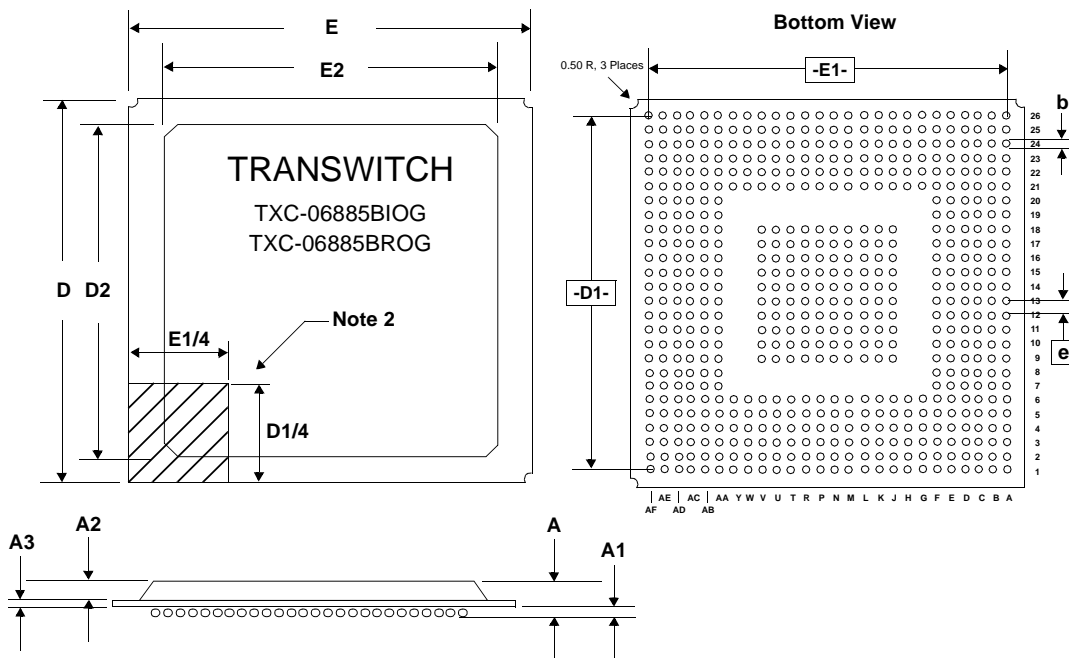 E
E2
D
D2
TRANSWITCH
TXC-06885BIOG
TXC-06885BROG
Note 2
E1/4
D1/4
A3
A2
A
A1
Bottom View
0.50 R, 3 Places
-E1-
-D1-
b
e
26
25
24
23
22
21
20
19
18
17
16
15
14
13
12
11
10
9
8
7
6
5
4
3
2
1
AF AE AD AC AB AA Y W V U T R P N M L K J H G F E D C B A